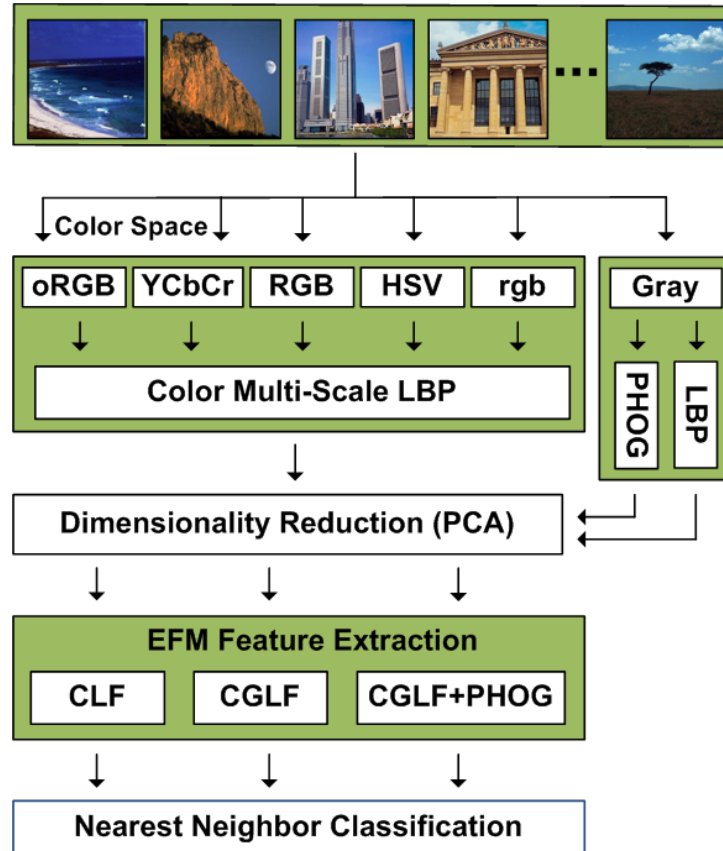 Color Space
oRGB YCbCr RGB HSV rgb Gray
Color Multi-Scale LBP
PHOG LBP
Dimensionality Reduction (PCA)
EFM Feature Extraction
CLF CGLF CGLF+PHOG
Nearest Neighbor Classification